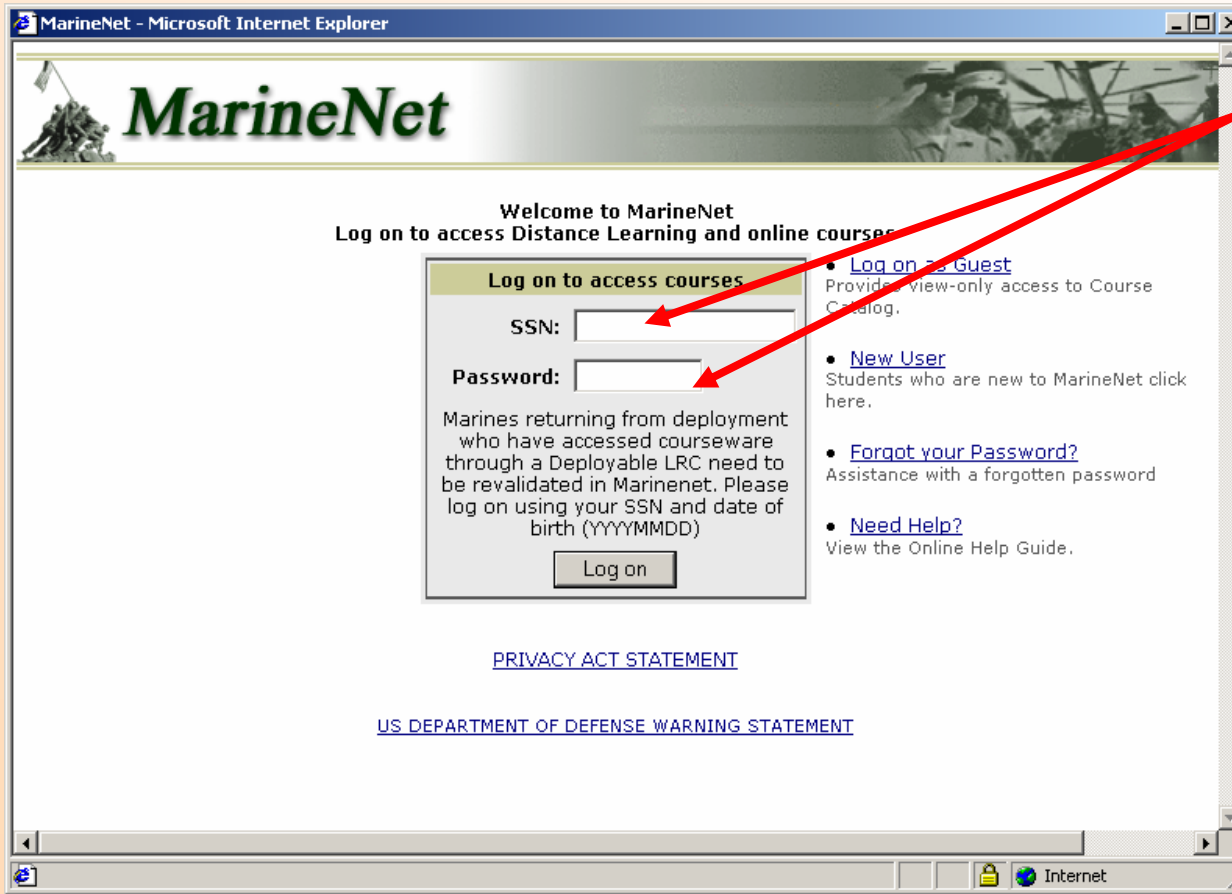 MarineNet - Microsoft Internet Explorer
MarineNet
Welcome to MarineNet
Log on to access Distance Learning and online courses
Log on to access courses
SSN:
Password:
Marines returning from deployment
who have accessed courseware
through a Deployable LRC need to
be revalidated in Marinenet. Please
log on using your SSN and date of
birth (YYYYMMDD)
Log on
• Log on as Guest
Provides view-only access to Course
Catalog.
• New User
Students who are new to MarineNet click
here.
• Forgot your Password?
Assistance with a forgotten password
• Need Help?
View the Online Help Guide.
PRIVACY ACT STATEMENT
US DEPARTMENT OF DEFENSE WARNING STATEMENT
Internet